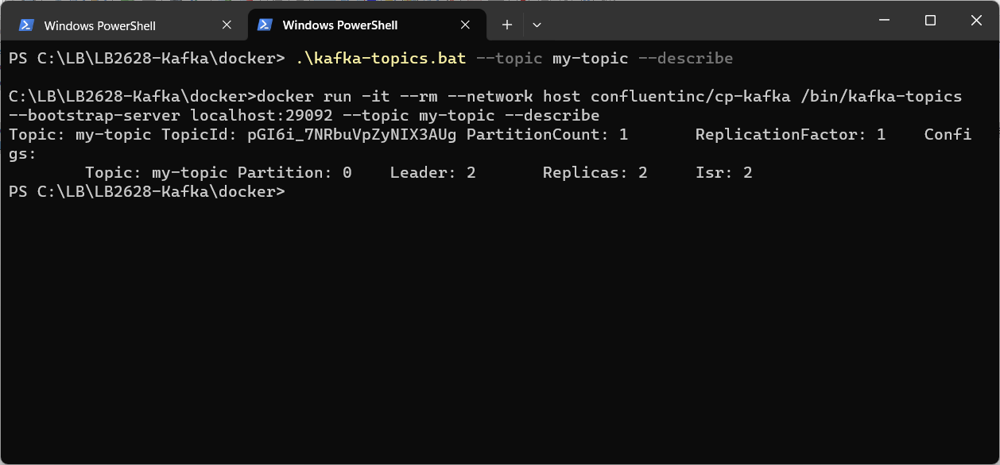 Windows PowerShell
Windows PowerShell
PS C:\LB\LB2628-Kafka\docker> .\kafka-topics.bat --topic my-topic --describe
C:\LB\LB2628-Kafka\docker>docker run -it --rm --network host confluentinc/cp-kafka /bin/kafka-topics
--bootstrap-server localhost:29092 --topic my-topic --describe
Topic: my-topic TopicId: pGI6i_7NRbuVpZyNIX3AUg PartitionCount: 1       ReplicationFactor: 1    Confi
gs:
        Topic: my-topic Partition: 0    Leader: 2       Replicas: 2     Isr: 2
PS C:\LB\LB2628-Kafka\docker>